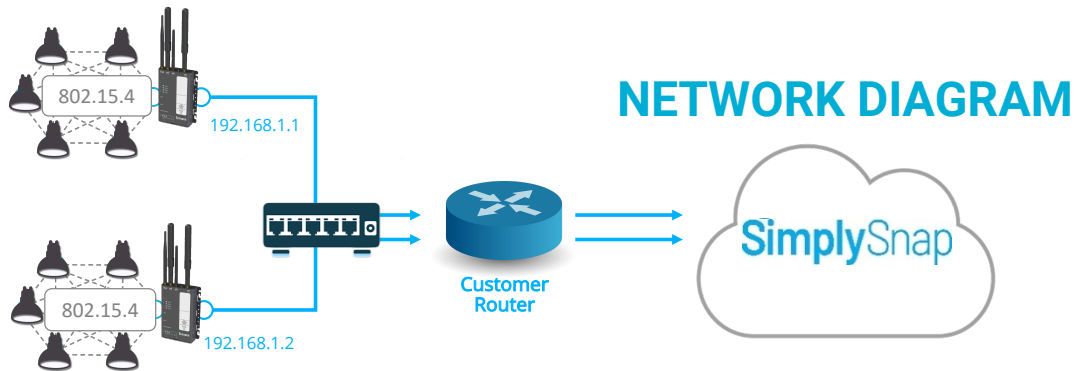 802.15.4
192.168.1.1
NETWORK DIAGRAM
SimplySnap
Customer
Router
802.15.4
192.168.1.2